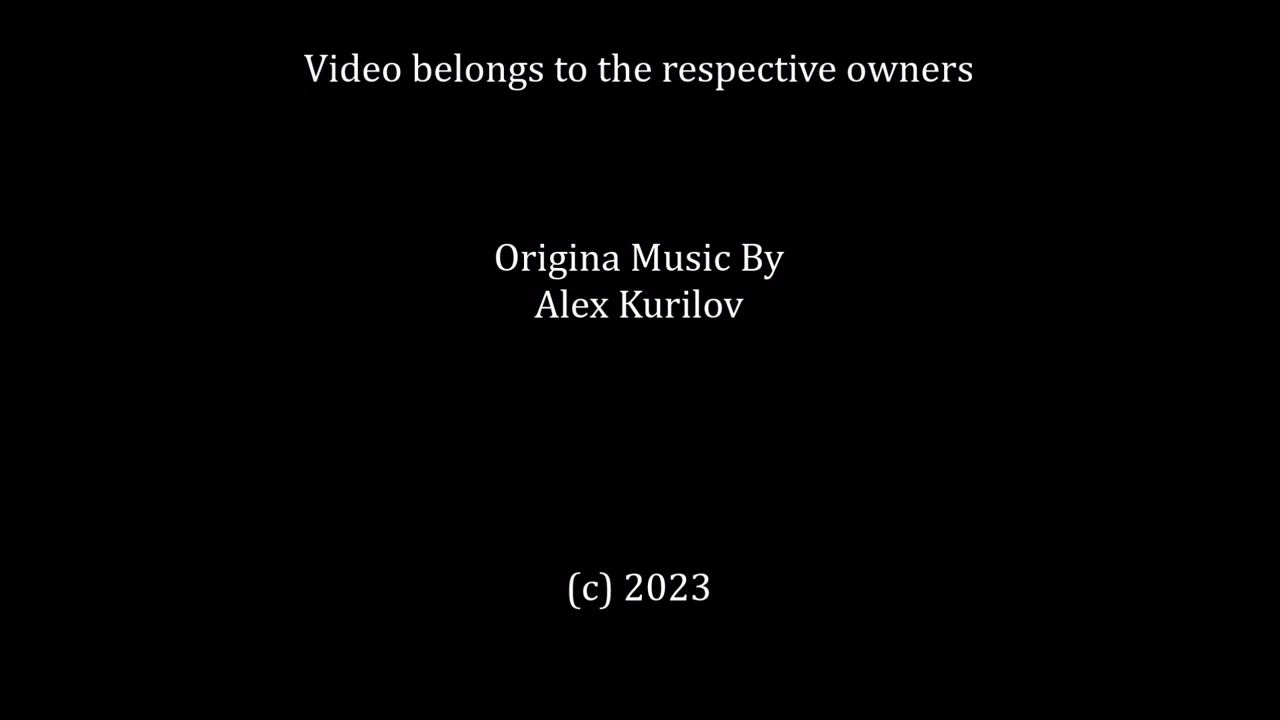 Video belongs to the respective owners
Origina Music By
Alex Kurilov
(c) 2023